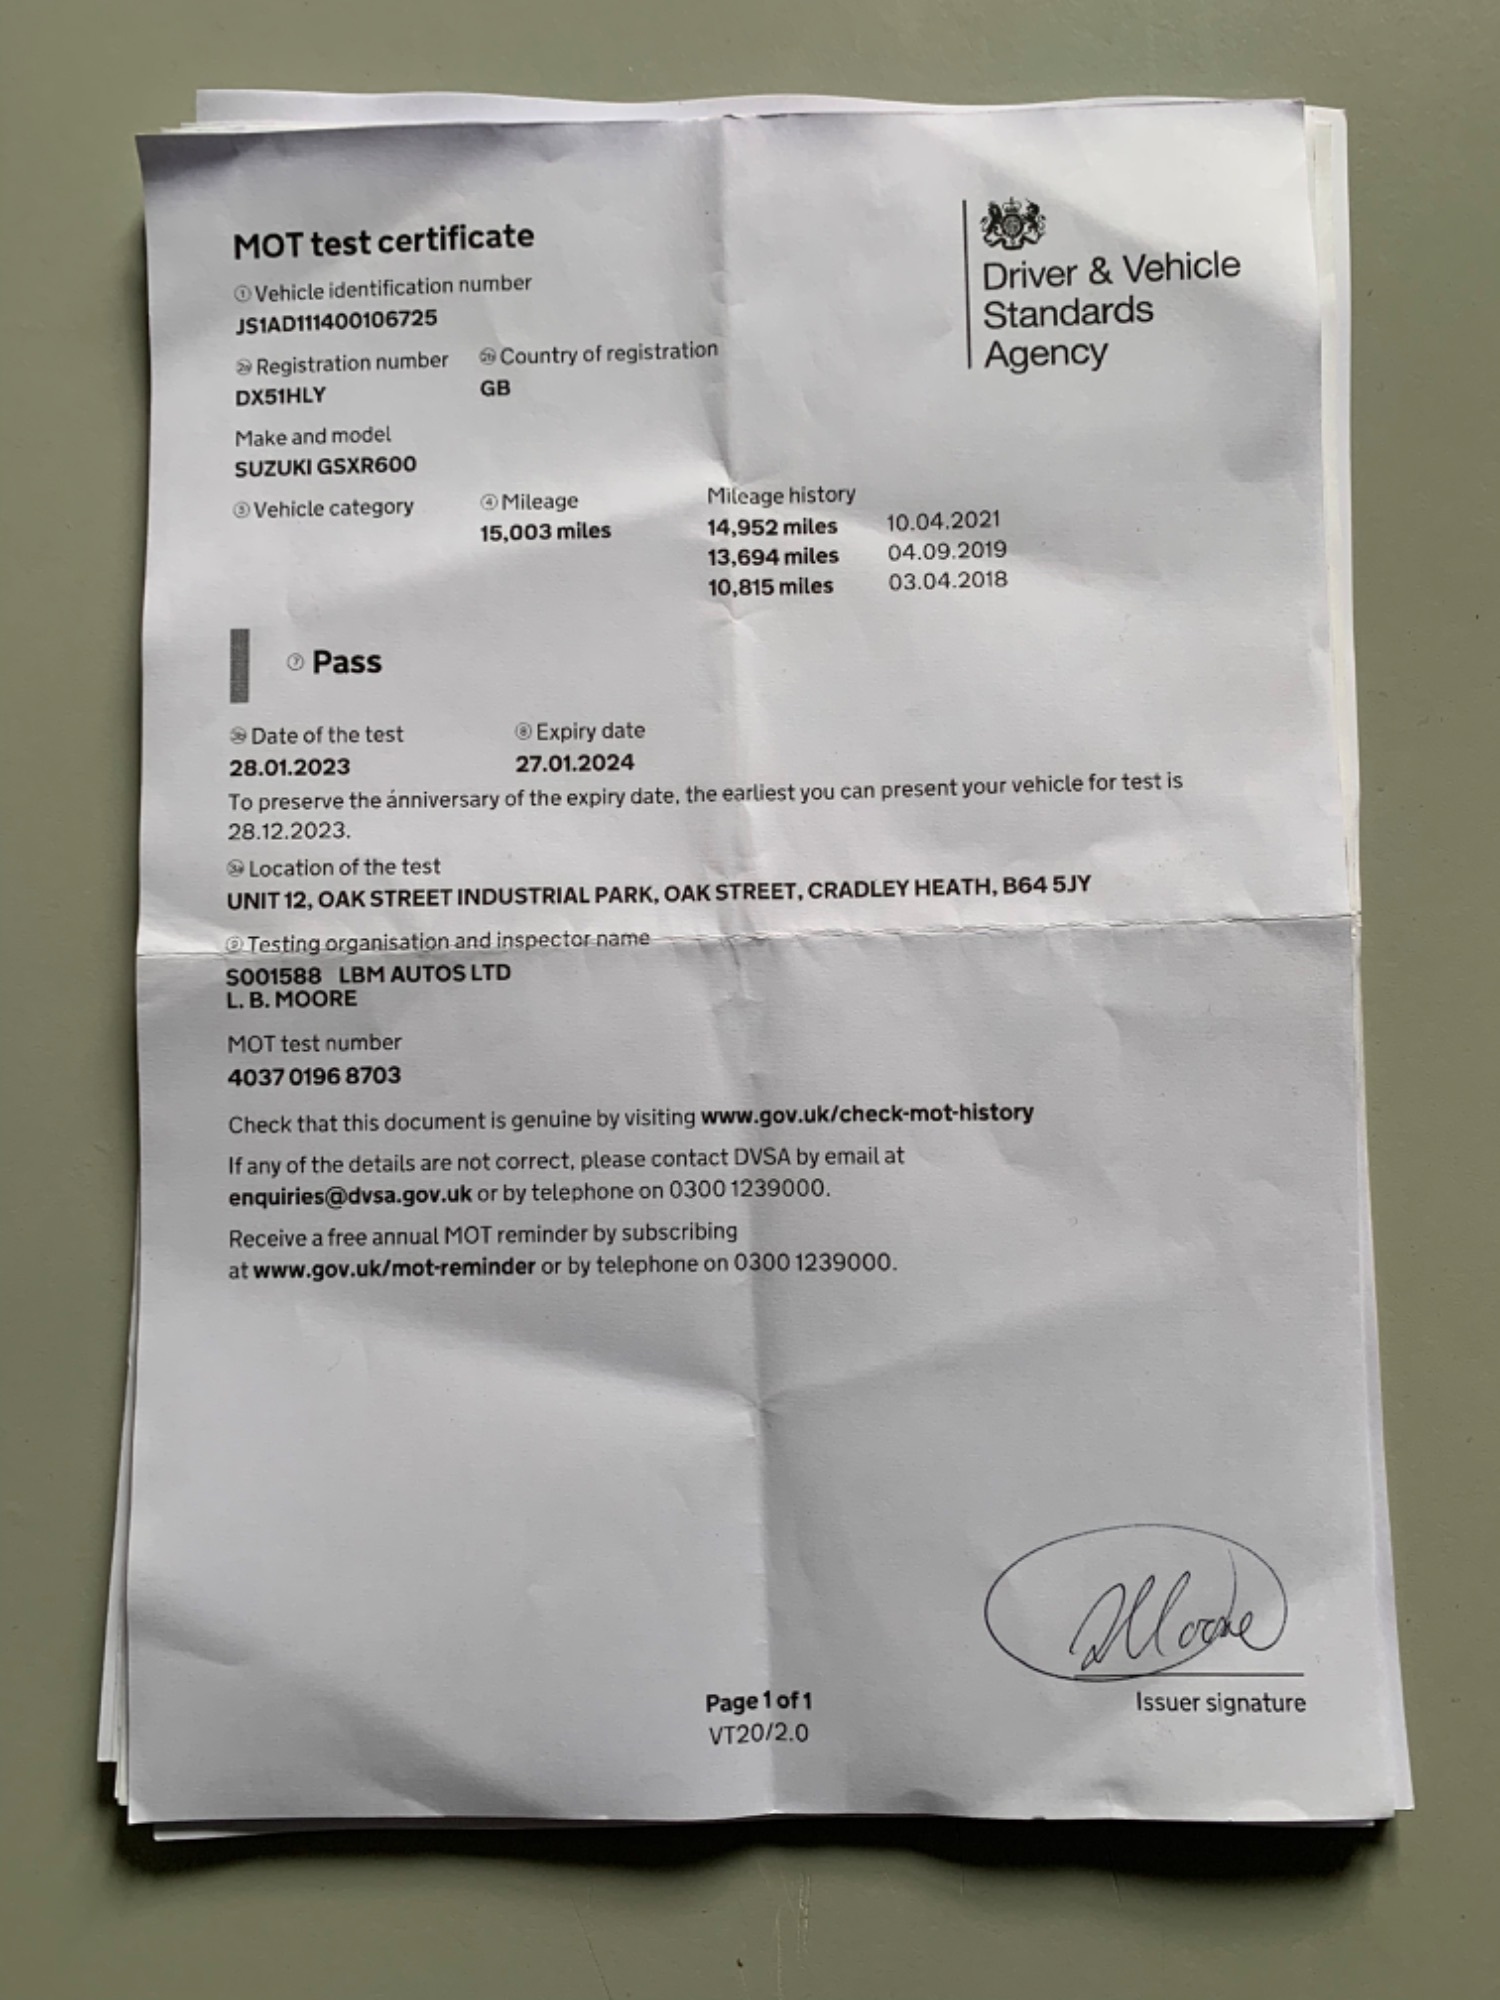 MOT test certificate
① Vehicle identification number
JS1AD111400106725
Registration number
DX51HLY
Country of registration
GB
Make and model
SUZUKI GSXR600
③ Vehicle category
④ Mileage
15,003 miles
Mileage history
14,952 miles 10.04.2021
13,694 miles 04.09.2019
10,815 miles 03.04.2018
⑦ Pass
Date of the test
28.01.2023
⑧ Expiry date
27.01.2024
To preserve the anniversary of the expiry date, the earliest you can present your vehicle for test is
28.12.2023.
Location of the test
UNIT 12, OAK STREET INDUSTRIAL PARK, OAK STREET, CRADLEY HEATH, B64 5JY
⑨ Testing organisation and inspector name
S001588 LBM AUTOS LTD
L. B. MOORE
MOT test number
4037 0196 8703
Check that this document is genuine by visiting www.gov.uk/check-mot-history
If any of the details are not correct, please contact DVSA by email at
enquiries@dvsa.gov.uk or by telephone on 0300 1239000.
Receive a free annual MOT reminder by subscribing
at www.gov.uk/mot-reminder or by telephone on 0300 1239000.
Driver & Vehicle
Standards
Agency
Moore
Issuer signature
Page 1 of 1
VT20/2.0